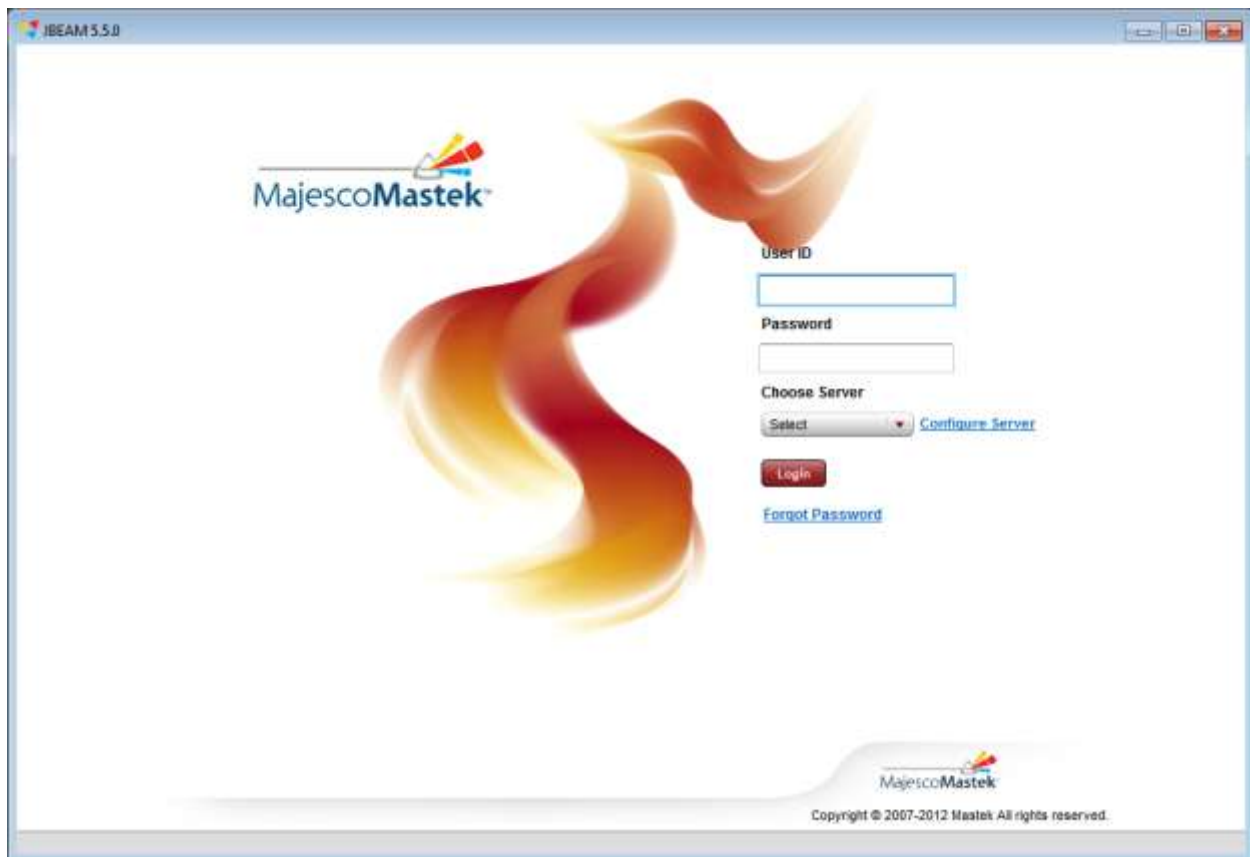 JBEAM 5.5.0
MajescoMastek™
User ID
Password
Choose Server
Select
Configure Server
Login
Forgot Password
MajescoMastek
Copyright © 2007-2012 Mastek All rights reserved.